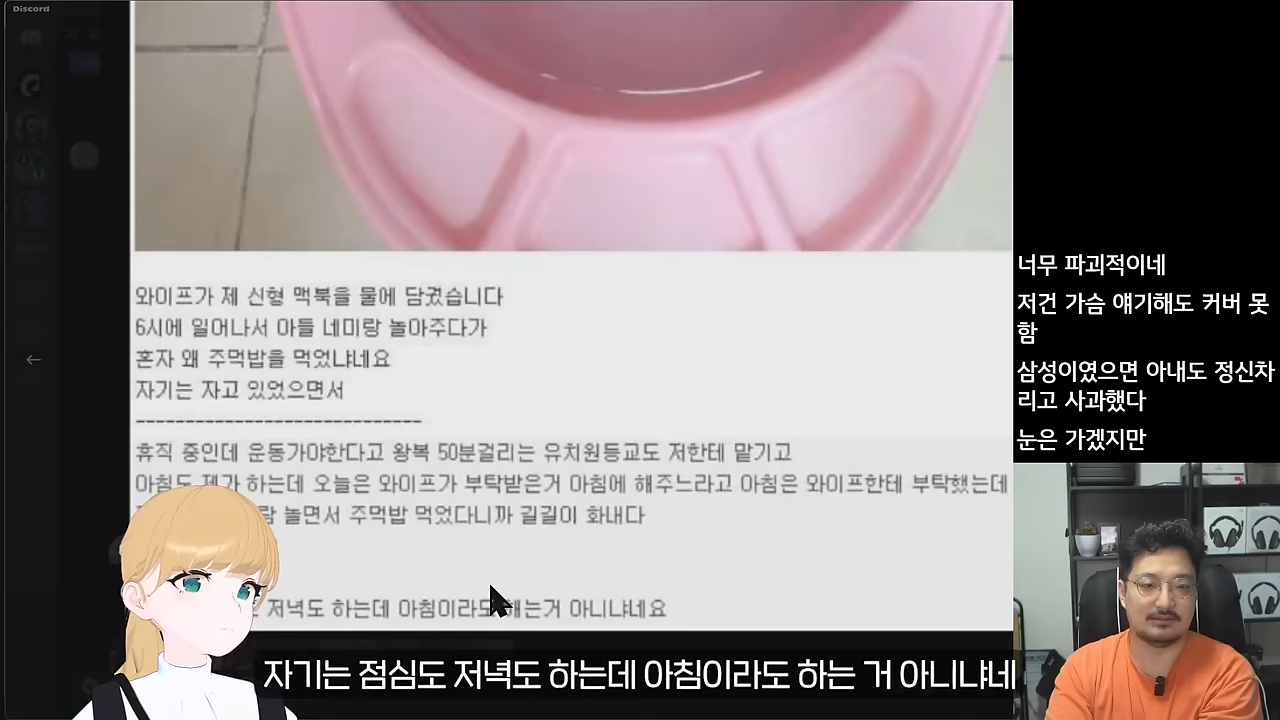 Discord
와이프가 제 신형 맥북을 물에 담궜습니다
6시에 일어나서 아들 네미랑 놀아주다가
혼자 왜 주먹밥을 먹었냐네요
자기는 자고 있었으면서
-----------------------------
휴직 중인데 운동가야한다고 왕복 50분걸리는 유치원등교도 저한테 맡기고
아침도 제가 하는데 오늘은 와이프가 부탁받은거 아침에 해주느라고 아침은 와이프한테 부탁했는데
놀면서 주먹밥 먹었다니까 길길이 화내다
저녁도 하는데 아침이라도 해는거 아니냐네요
자기는 점심도 저녁도 하는데 아침이라도 하는 거 아니냐네
너무 파괴적이네
저건 가슴 얘기해도 커버 못
함
삼성이였으면 아내도 정신차
리고 사과했다
눈은 가겠지만